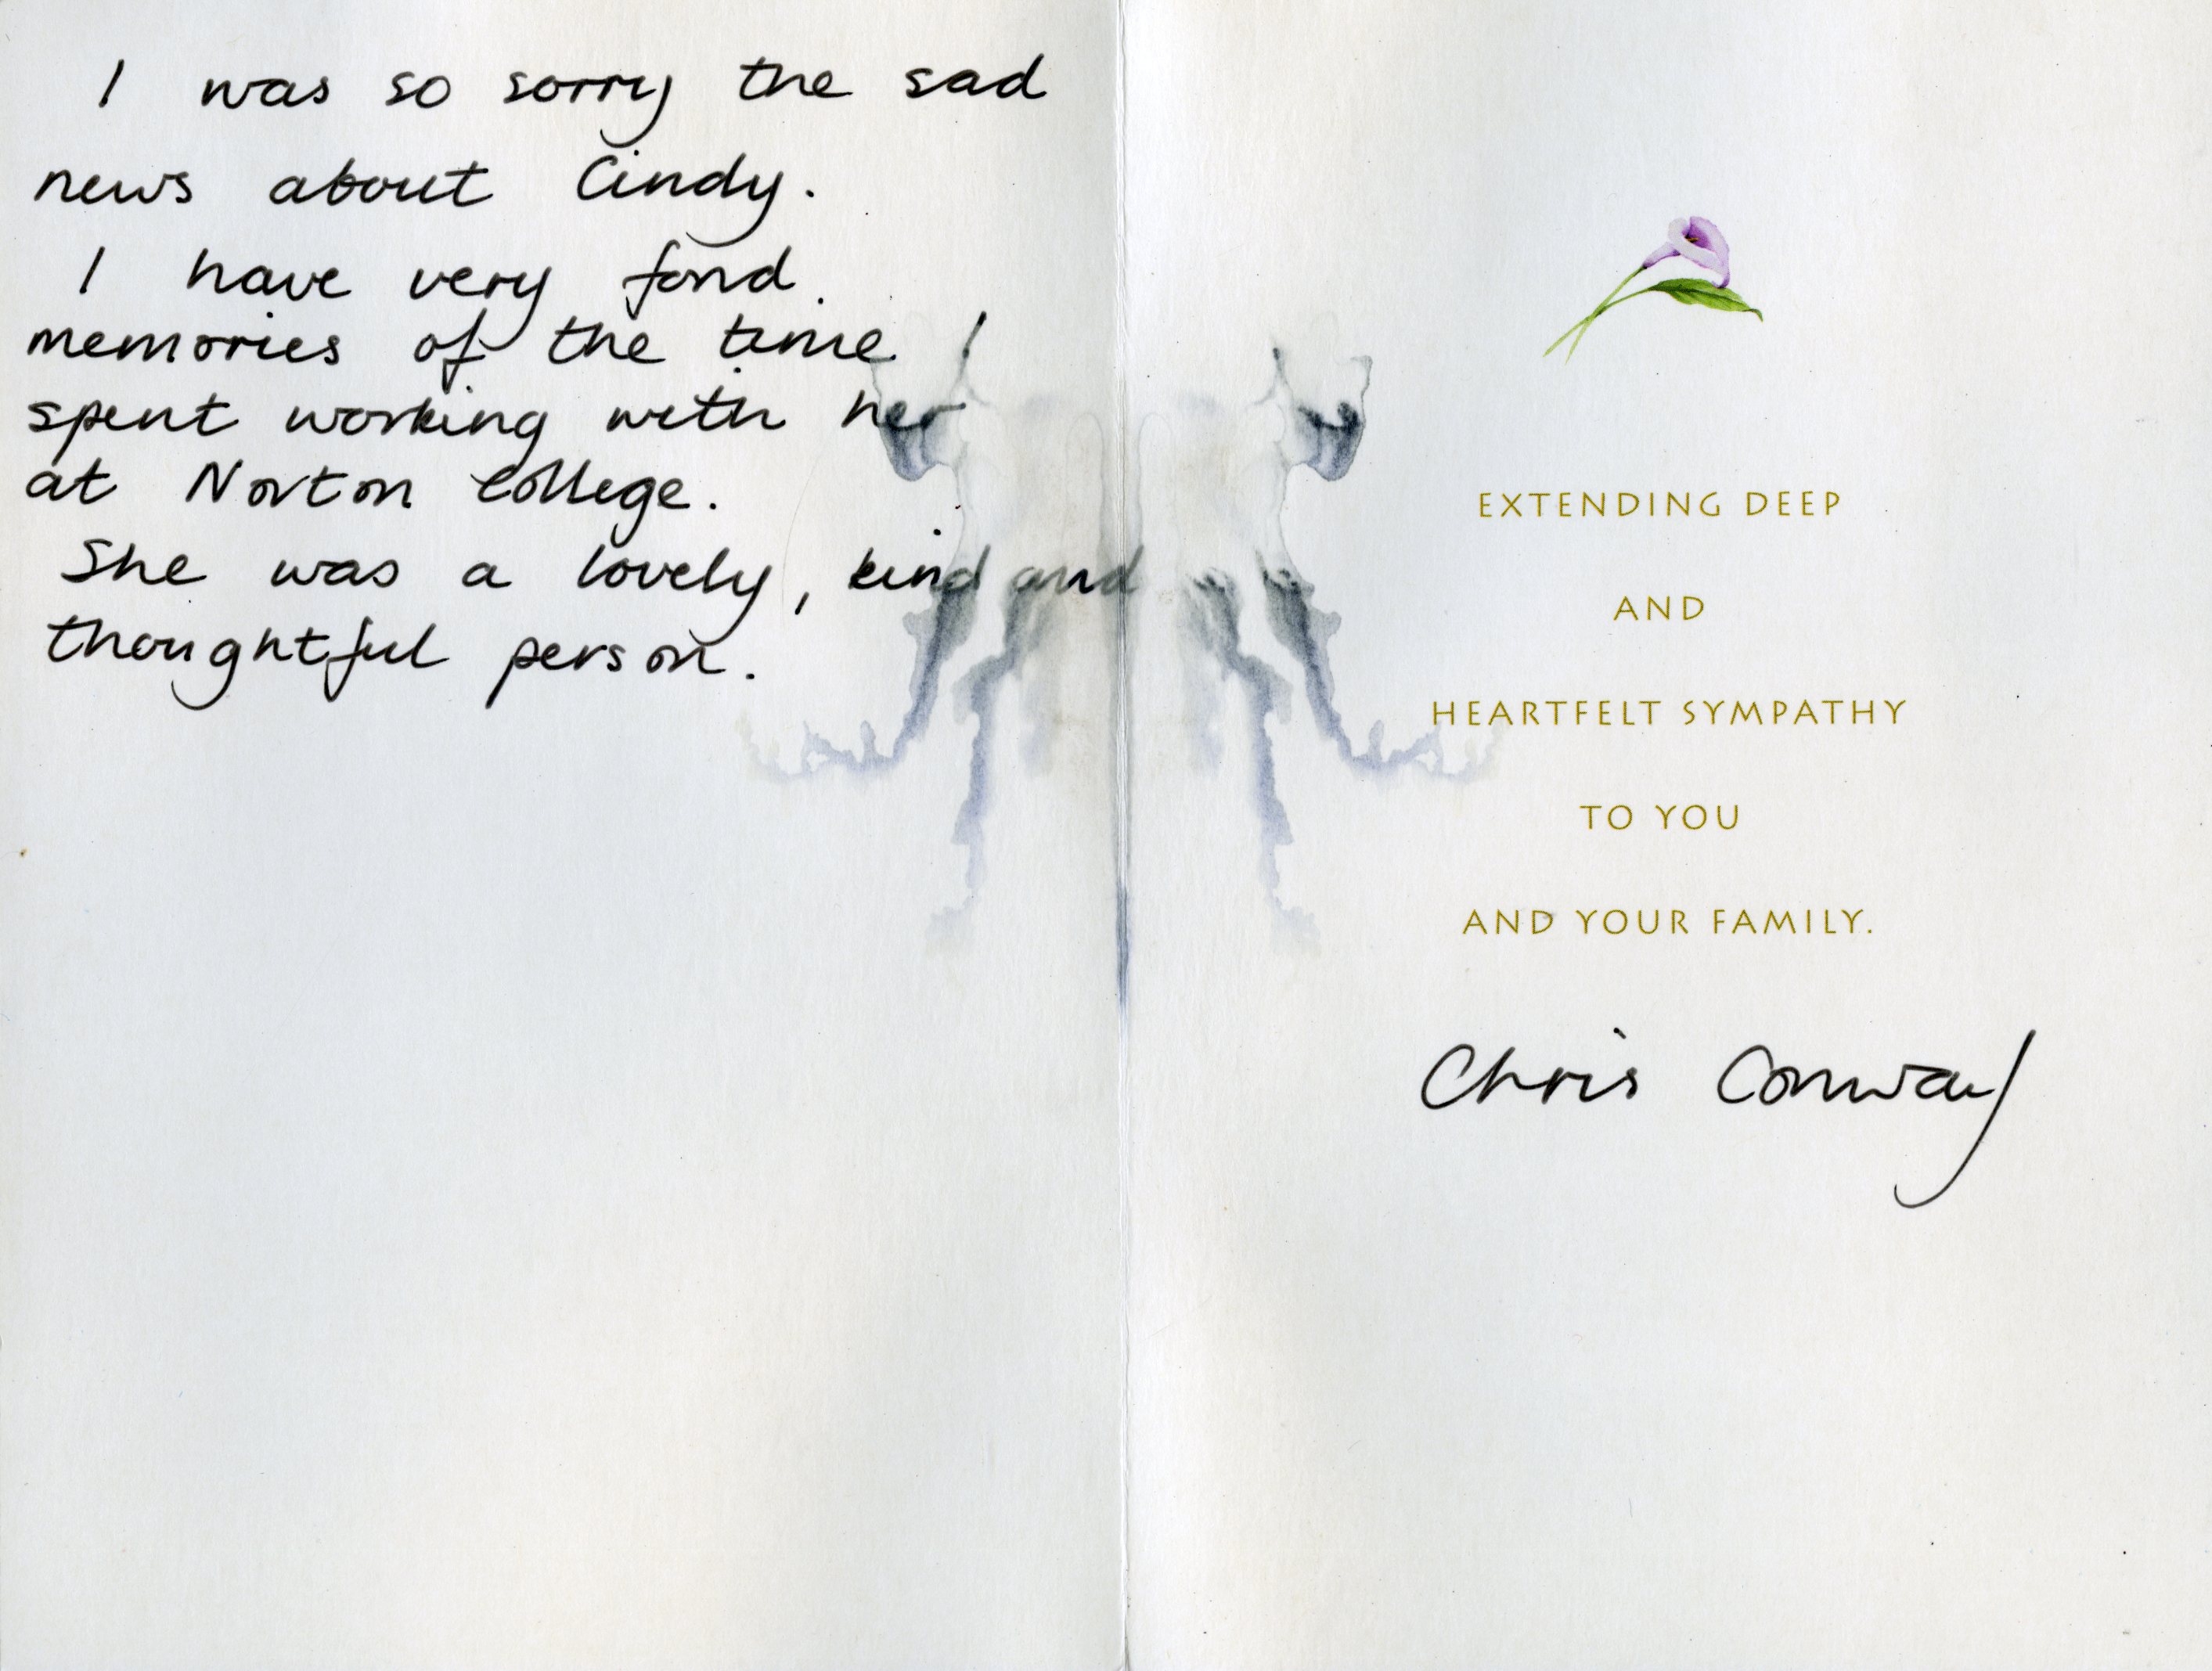 I was so sorry the sad
news about Cindy.
I have very fond
memories of the time I
spent working with her
at Norton College.
She was a lovely, kind and
thoughtful person.
EXTENDING DEEP
AND
HEARTFELT SYMPATHY
TO YOU
AND YOUR FAMILY.
Chris Conway